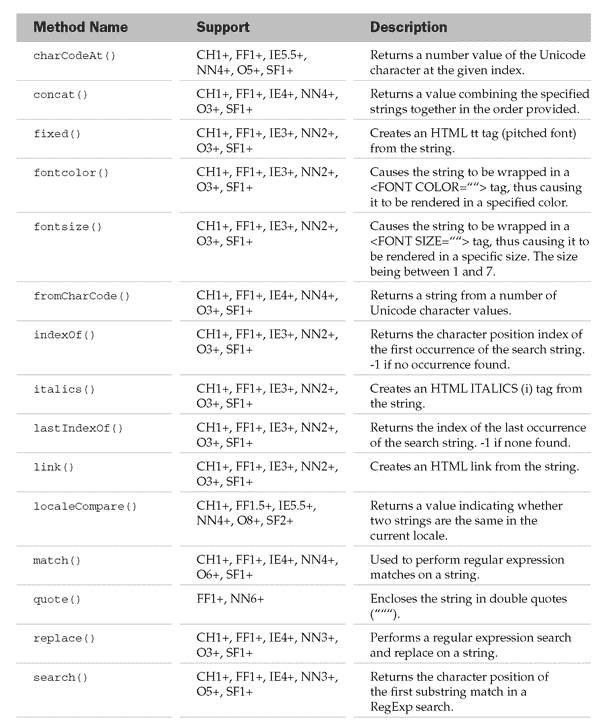 Method Name Support Description
charCodeAt() CH1+, FF1+, IE5.5+, Returns a number value of the Unicode
NN4+, O5+, SF1+ character at the given index.
concat() CH1+, FF1+, IE4+, NN4+, Returns a value combining the specified
O3+, SF1+ strings together in the order provided.
fixed() CH1+, FF1+, IE3+, NN2+, Creates an HTML tt tag (pitched font)
O3+, SF1+ from the string.
fontcolor() CH1+, FF1+, IE3+, NN2+, Causes the string to be wrapped in a
O3+, SF1+ <FONT COLOR=““> tag, thus causing
it to be rendered in a specified color.
fontsize() CH1+, FF1+, IE3+, NN2+, Causes the string to be wrapped in a
O3+, SF1+ <FONT SIZE=““> tag, thus causing it to
be rendered in a specific size. The size
being between 1 and 7.
fromCharCode() CH1+, FF1+, IE4+, NN4+, Returns a string from a number of
O3+, SF1+ Unicode character values.
indexOf() CH1+, FF1+, IE3+, NN2+, Returns the character position index of
O3+, SF1+ the first occurrence of the search string.
-1 if no occurrence found.
italics() CH1+, FF1+, IE3+, NN2+, Creates an HTML ITALICS (i) tag from
O3+, SF1+ the string.
lastIndexOf() CH1+, FF1+, IE3+, NN2+, Returns the index of the last occurrence
O3+, SF1+ of the search string. -1 if none found.
link() CH1+, FF1+, IE3+, NN2+, Creates an HTML link from the string.
O3+, SF1+
localeCompare() CH1+, FF1.5+, IE5.5+, Returns a value indicating whether
NN4+, O8+, SF2+ two strings are the same in the
current locale.
match() CH1+, FF1+, IE4+, NN4+, Used to perform regular expression
O6+, SF1+ matches on a string.
quote() FF1+, NN6+ Encloses the string in double quotes
(“““).
replace() CH1+, FF1+, IE4+, NN3+, Performs a regular expression search
O3+, SF1+ and replace on a string.
search() CH1+, FF1+, IE4+, NN3+, Returns the character position of
O5+, SF1+ the first substring match in a
RegExp search.